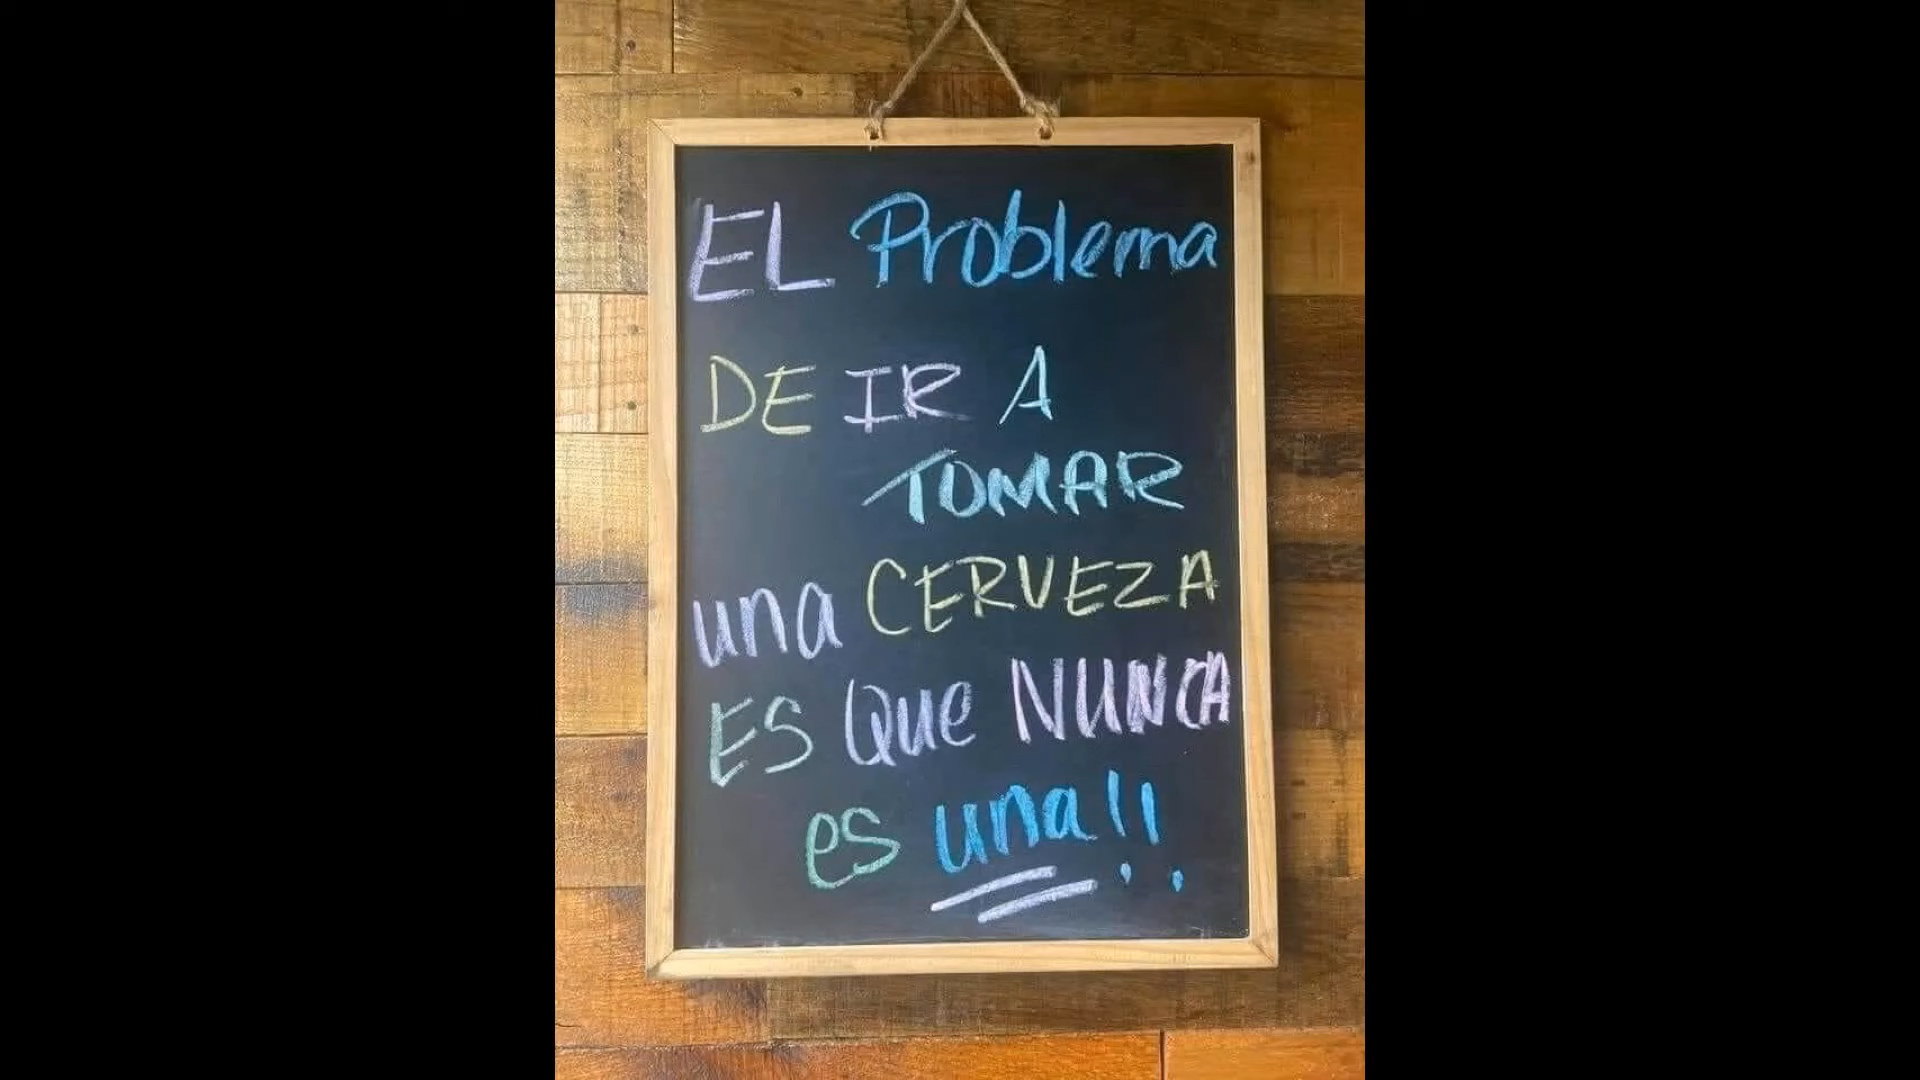 EL Problema
DE IR A
TOMAR
una CERVEZA
ES QUE NUNCA
es una!!